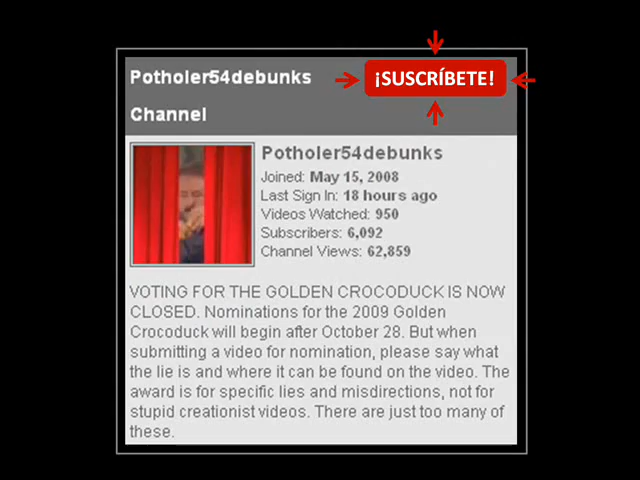 Potholer54debunks
¡SUSCRÍBETE!
Channel
Potholer54debunks
Joined: May 15, 2008
Last Sign In: 18 hours ago
Videos Watched: 950
Subscribers: 6,092
Channel Views: 62,859
VOTING FOR THE GOLDEN CROCODUCK IS NOW
CLOSED. Nominations for the 2009 Golden
Crocoduck will begin after October 28. But when
submitting a video for nomination, please say what
the lie is and where it can be found on the video. The
award is for specific lies and misdirections, not for
stupid creationist videos. There are just too many of
these.